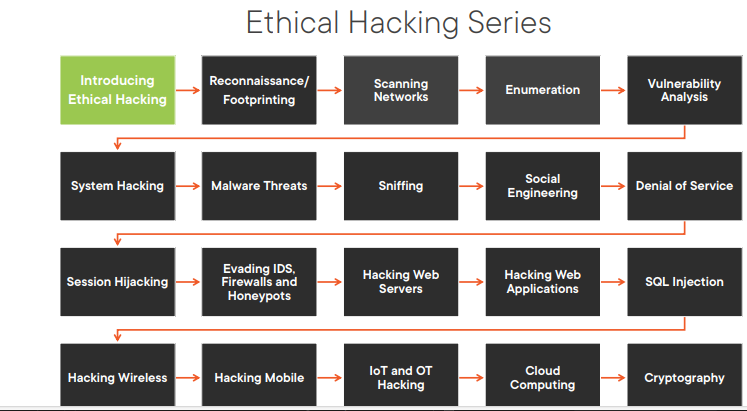 Ethical Hacking Series
Introducing
Ethical Hacking
Reconnaissance/
Footprinting
Scanning
Networks
Enumeration
Vulnerability
Analysis
System Hacking
Malware Threats
Sniffing
Social
Engineering
Denial of Service
Session Hijacking
Evading IDS,
Firewalls and
Honeypots
Hacking Web
Servers
Hacking Web
Applications
SQL Injection
Hacking Wireless
Hacking Mobile
IoT and OT
Hacking
Cloud
Computing
Cryptography